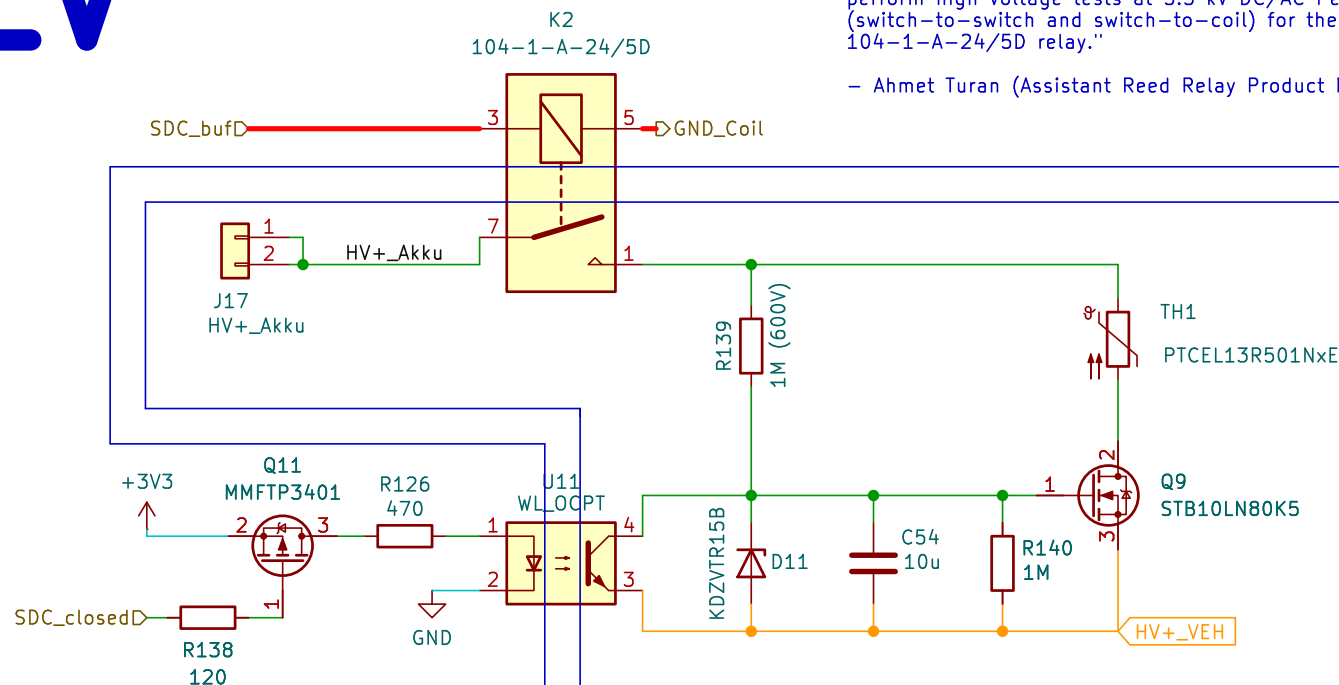 K2
104-1-A-24/5D
(switch-to-switch and switch-to-coil) for the
104-1-A-24/5D relay."
- Ahmet Turan (Assistant Reed Relay Product
SDC_buf
3
5
GND_Coil
7
1
1
2
HV+_Akku
J17
HV+_Akku
R139
1M (600V)
ϑ
TH1
PTCEL13R501NxE
+3V3
Q11
MMFTP3401
2
3
1
R126
470
U11
WL_OCPT
1
2
4
3
SDC_closed
R138
120
GND
KDZVTR15B
D11
C54
10u
R140
1M
1
2
3
Q9
STB10LN80K5
HV+_VEH